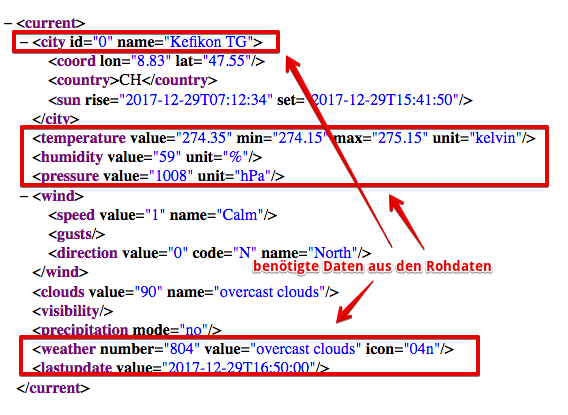 − <current>
− <city id="0" name="Kefikon TG">
<coord lon="8.83" lat="47.55"/>
<country>CH</country>
<sun rise="2017-12-29T07:12:34" set="2017-12-29T15:41:50"/>
</city>
<temperature value="274.35" min="274.15" max="275.15" unit="kelvin"/>
<humidity value="59" unit="%"/>
<pressure value="1008" unit="hPa"/>
− <wind>
<speed value="1" name="Calm"/>
<gusts/>
<direction value="0" code="N" name="North"/>
</wind>
benötigte Daten aus den Rohdaten
<clouds value="90" name="overcast clouds"/>
<visibility/>
<precipitation mode="no"/>
<weather number="804" value="overcast clouds" icon="04n"/>
<lastupdate value="2017-12-29T16:50:00"/>
</current>